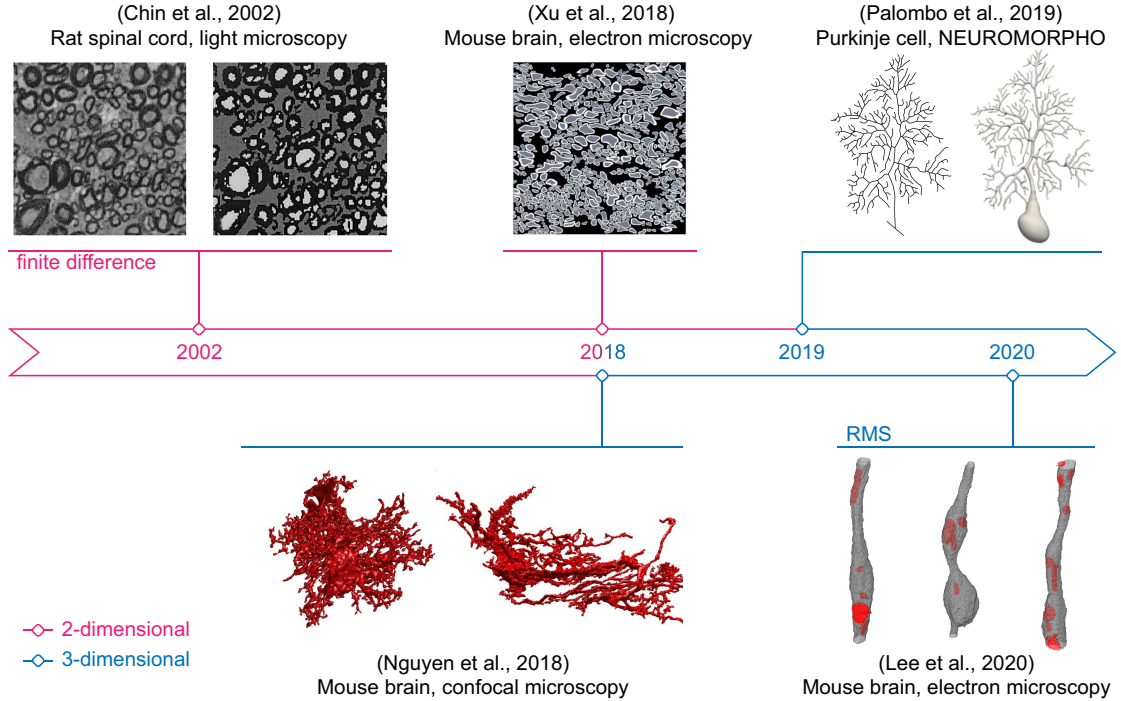 (Chin et al., 2002)
Rat spinal cord, light microscopy
(Xu et al., 2018)
Mouse brain, electron microscopy
(Palombo et al., 2019)
Purkinje cell, NEUROMORPHO
finite difference
2002
2018
2019
2020
RMS
2-dimensional
3-dimensional
(Nguyen et al., 2018)
Mouse brain, confocal microscopy
(Lee et al., 2020)
Mouse brain, electron microscopy